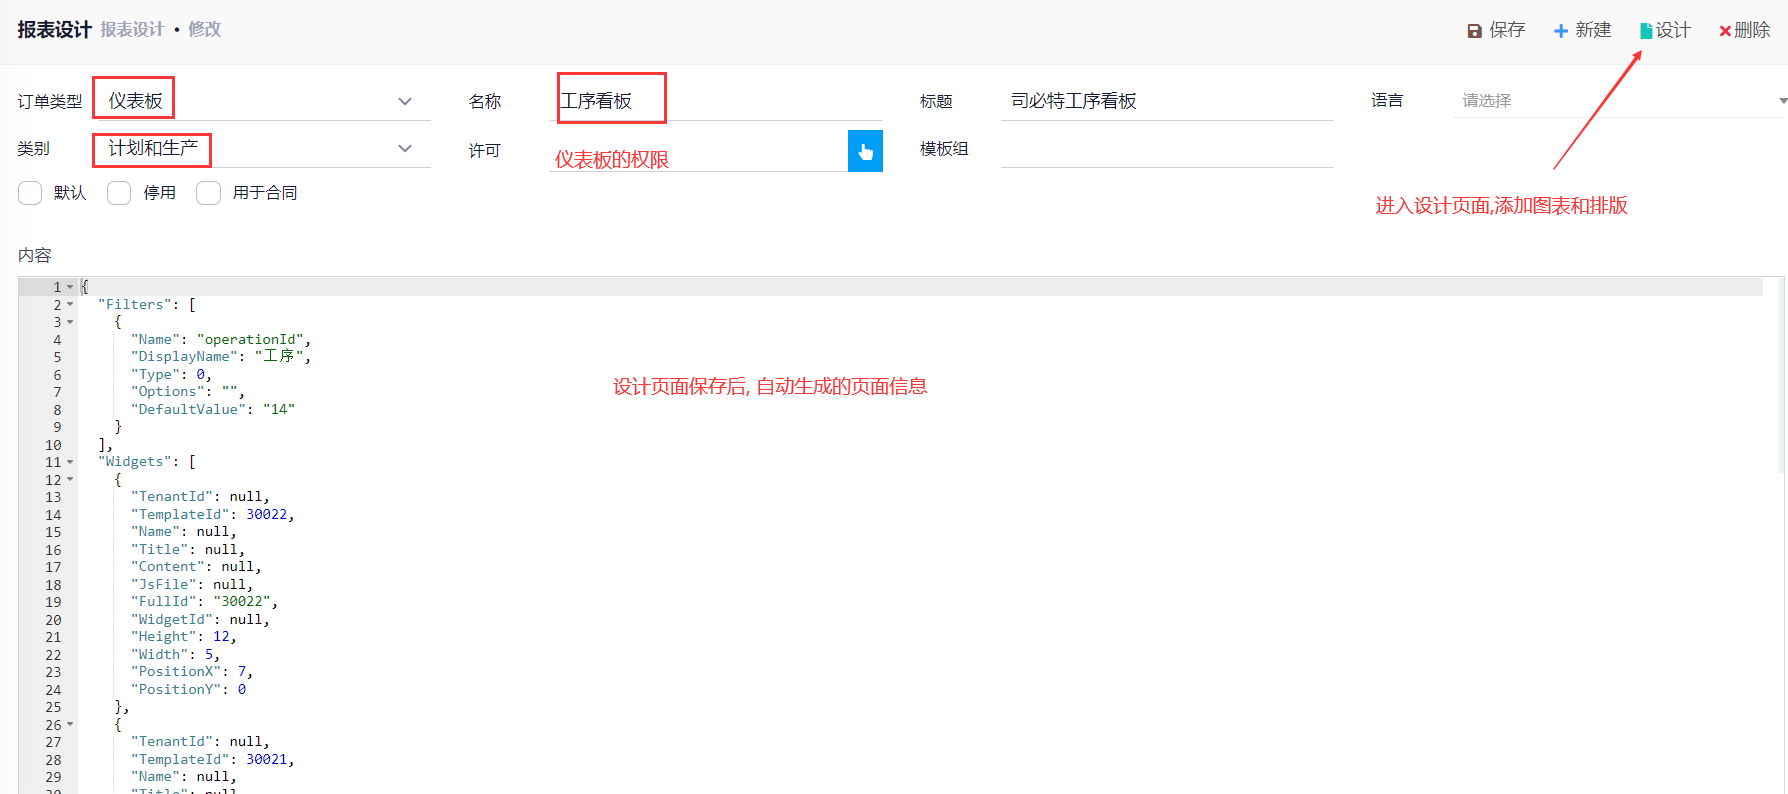 报表设计 报表设计 • 修改
保存 新建 设计 删除
订单类型 仪表板 名称 工序看板 标题 司必特工序看板 语言 请选择
类别 计划和生产 许可 仪表板的权限 模板组
默认 停用 用于合同
进入设计页面,添加图表和排版
内容
1 {
2 "Filters": [
3 {
4 "Name": "operationId",
5 "DisplayName": "工序",
6 "Type": 0,
7 "Options": "",
8 "DefaultValue": "14"
9 }
10 ],
11 "Widgets": [
12 {
13 "TenantId": null,
14 "TemplateId": 30022,
15 "Name": null,
16 "Title": null,
17 "Content": null,
18 "JsFile": null,
19 "FullId": "30022",
20 "WidgetId": null,
21 "Height": 12,
22 "Width": 5,
23 "PositionX": 7,
24 "PositionY": 0
25 },
26 {
27 "TenantId": null,
28 "TemplateId": 30021,
29 "Name": null,
30 "Title": null
设计页面保存后, 自动生成的页面信息